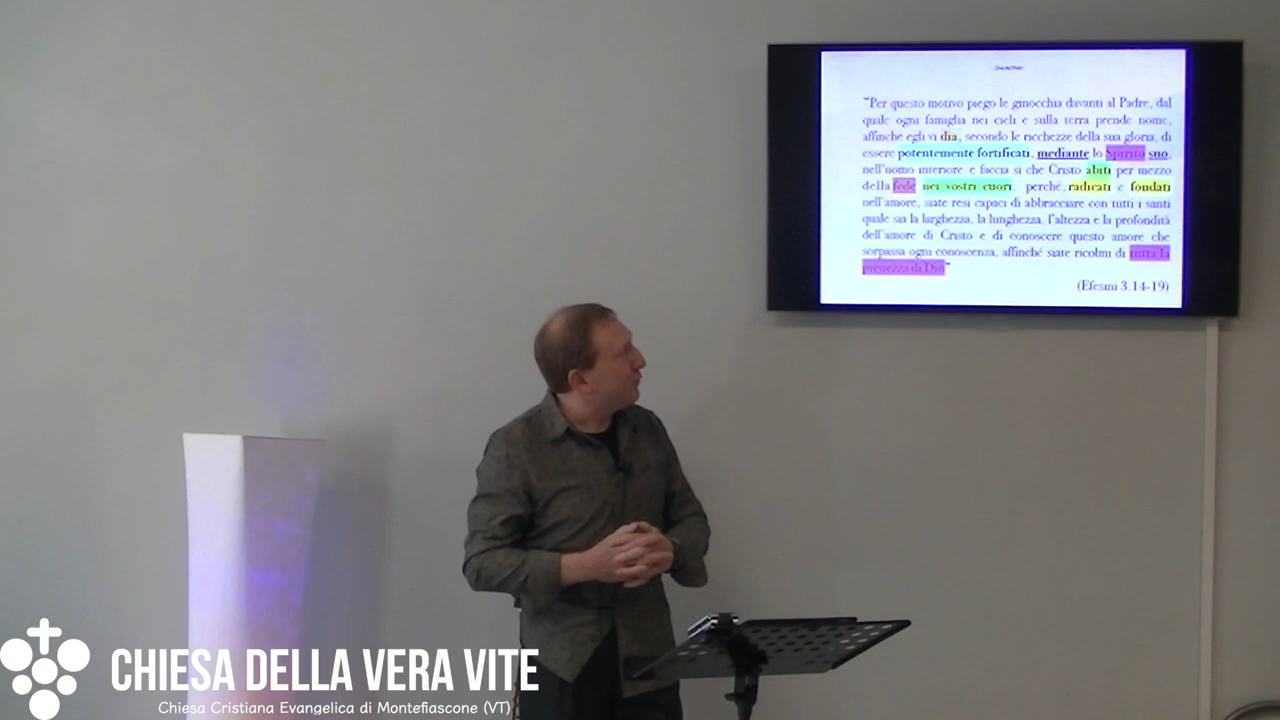 "Per questo motivo piego le ginocchia davanti al Padre, dal
quale ogni famiglia nei cieli e sulla terra prende nome,
affinché egli vi dia, secondo le ricchezze della sua gloria, di
essere potentemente fortificati, mediante lo Spirito suo,
nell'uomo interiore e faccia sì che Cristo abiti per mezzo
della fede nei vostri cuori, perché, radicati e fondati
nell'amore, siate resi capaci di abbracciare con tutti i santi
quale sia la larghezza, la lunghezza, l'altezza e la profondità
dell'amore di Cristo e di conoscere questo amore che
sorpassa ogni conoscenza, affinché siate ricolmi di tutta la
pienezza di Dio"
(Efesini 3.14-19)
CHIESA DELLA VERA VITE
Chiesa Cristiana Evangelica di Montefiascone (VT)